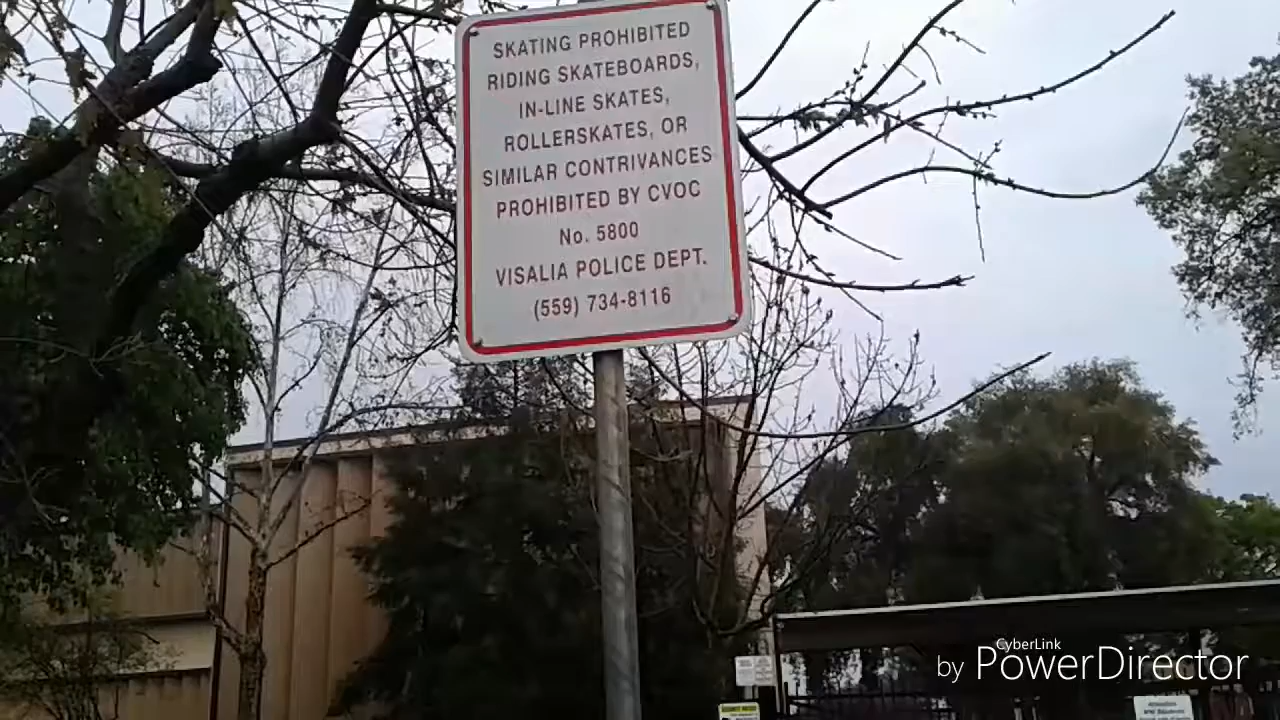 SKATING PROHIBITED
RIDING SKATEBOARDS,
IN-LINE SKATES,
ROLLERSKATES, OR
SIMILAR CONTRIVANCES
PROHIBITED BY CVOC
No. 5800
VISALIA POLICE DEPT.
(559) 734-8116
CyberLink
by PowerDirector